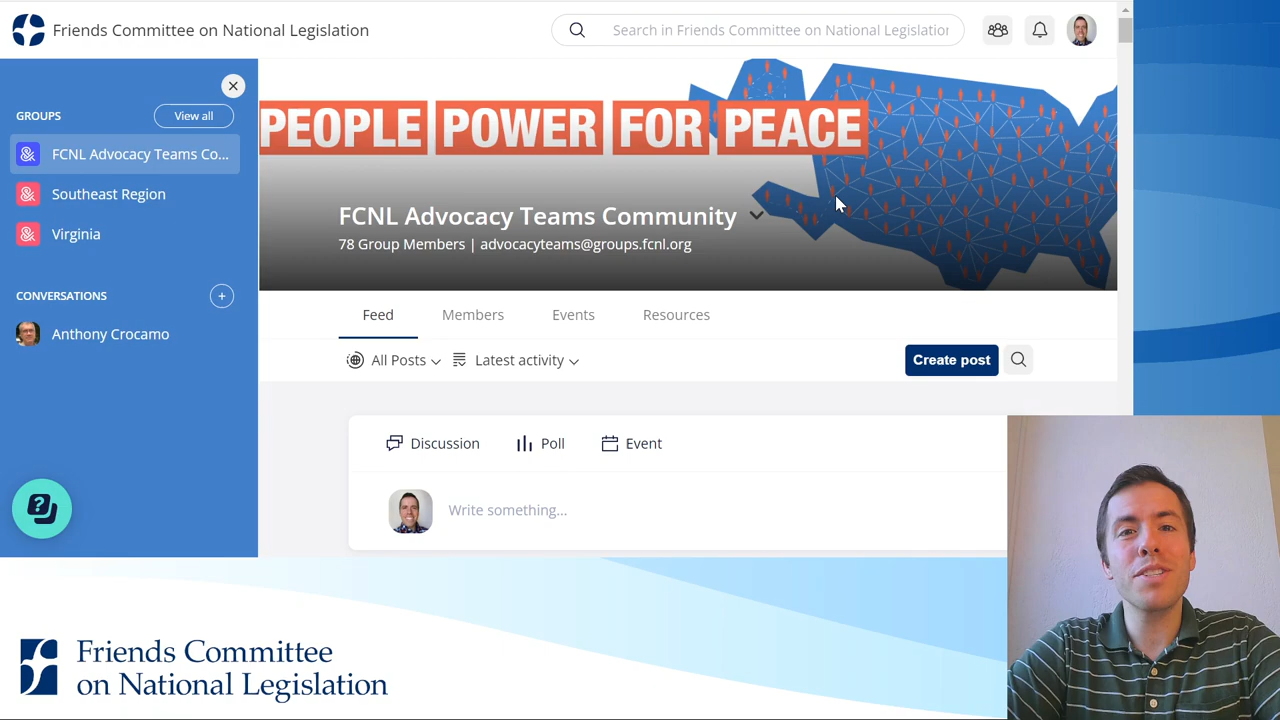 Friends Committee on National Legislation
Search in Friends Committee on National Legislation
GROUPS
View all
FCNL Advocacy Teams Co...
Southeast Region
Virginia
CONVERSATIONS
+
Anthony Crocamo
?
PEOPLE POWER FOR PEACE
FCNL Advocacy Teams Community
78 Group Members | advocacyteams@groups.fcnl.org
Feed Members Events Resources
All Posts Latest activity
Create post
Discussion Poll Event
Write something...
Friends Committee
on National Legislation